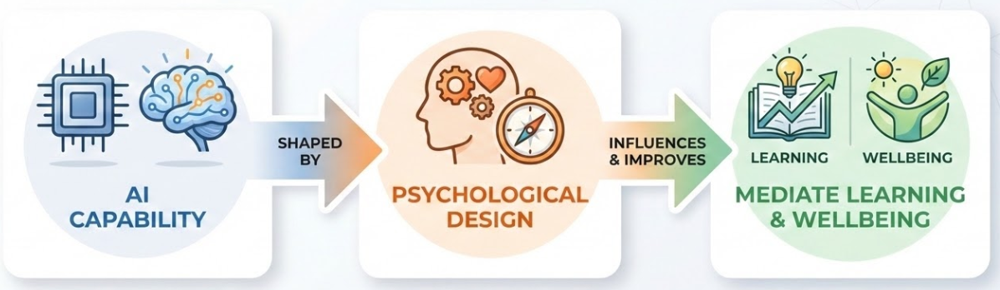 AI
CAPABILITY
SHAPED
BY
PSYCHOLOGICAL
DESIGN
INFLUENCES
& IMPROVES
LEARNING
WELLBEING
MEDIATE LEARNING
& WELLBEING